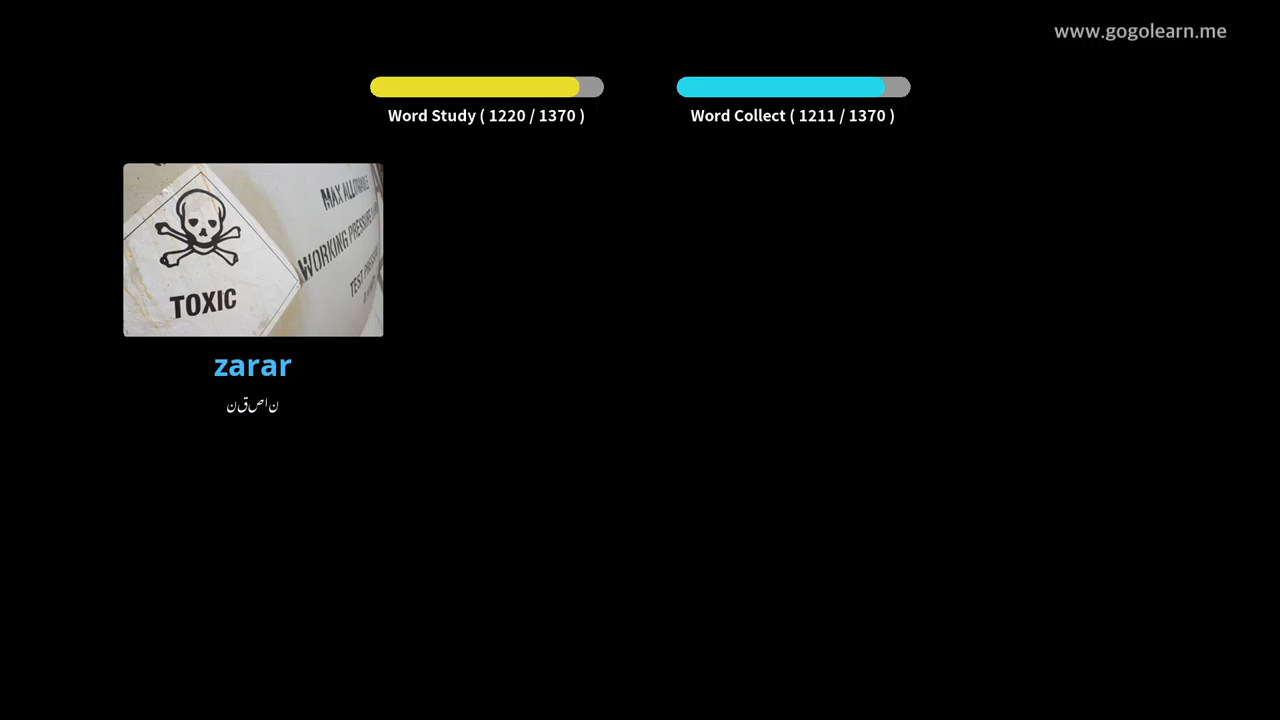 www.gogolearn.me
Word Study ( 1220 / 1370 )
Word Collect ( 1211 / 1370 )
MAX ALLOWABLE
WORKING PRESSURE
TEST
TOXIC
zarar
نقصان